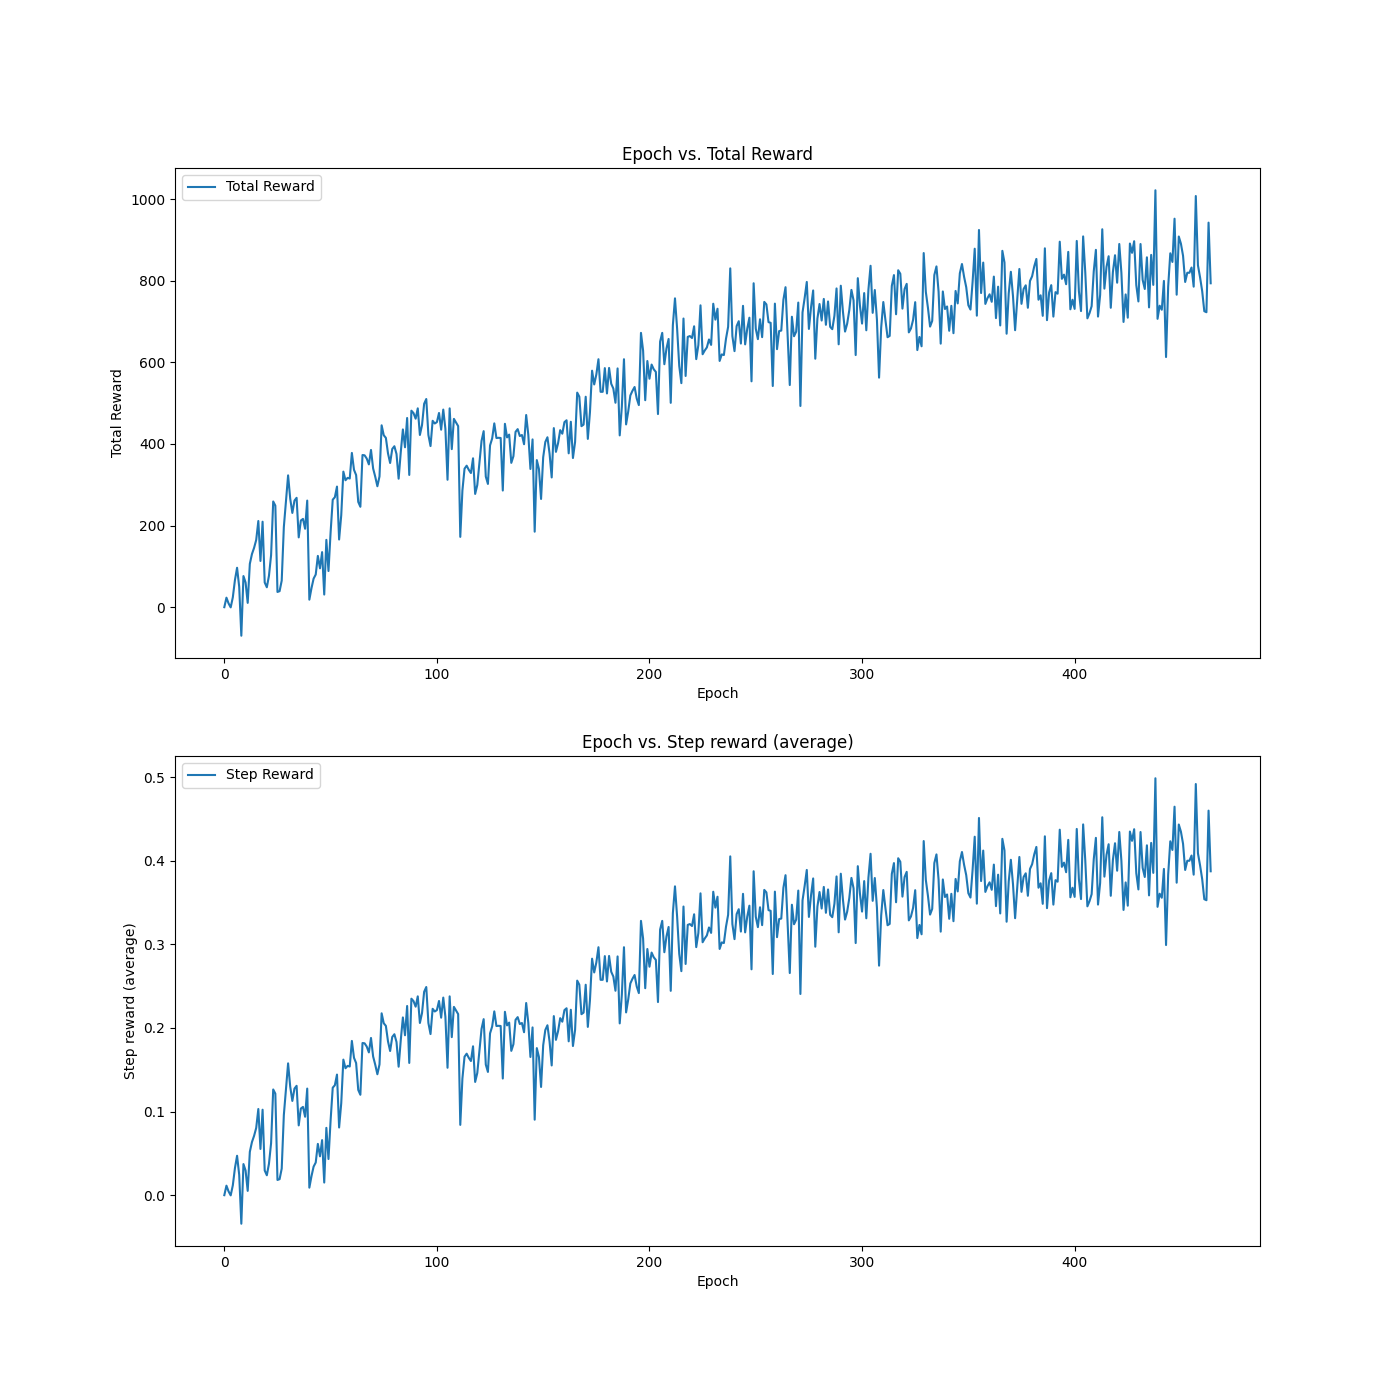 Epoch vs. Total Reward
Total Reward
1000
800
600
400
200
0
Total Reward
0 100 200 300 400
Epoch
Epoch vs. Step reward (average)
Step Reward
0.5
0.4
0.3
0.2
0.1
0.0
Step reward (average)
0 100 200 300 400
Epoch